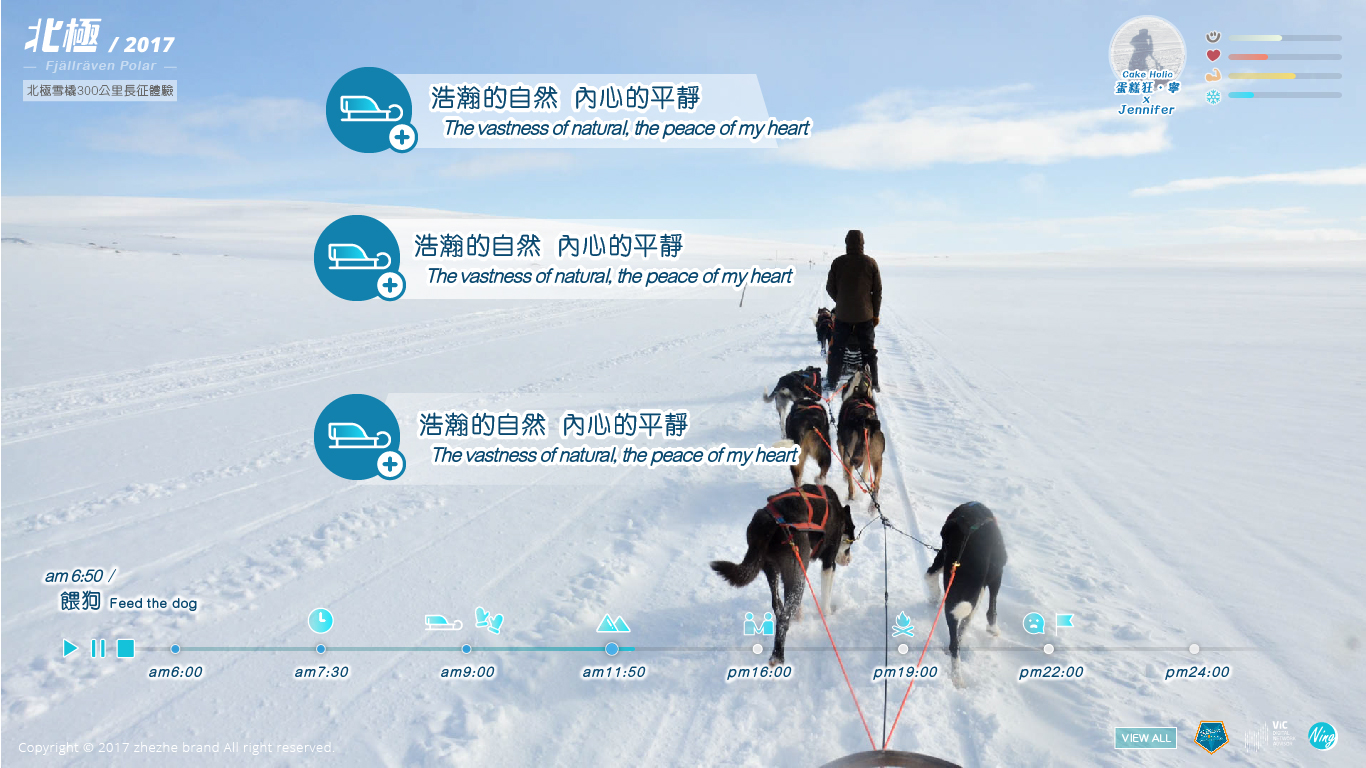 北極 / 2017
Fjällräven Polar
北極雪橇300公里長征體驗
Cake Holic
蛋糕狂·寧
x
Jennifer
浩瀚的自然 內心的平靜
The vastness of natural, the peace of my heart
浩瀚的自然 內心的平靜
The vastness of natural, the peace of my heart
浩瀚的自然 內心的平靜
The vastness of natural, the peace of my heart
am 6:50 /
餵狗 Feed the dog
am6:00 am7:30 am9:00 am11:50 pm16:00 pm19:00 pm22:00 pm24:00
Copyright © 2017 zhezhe brand All right reserved.
VIEW ALL
ViC
Ning